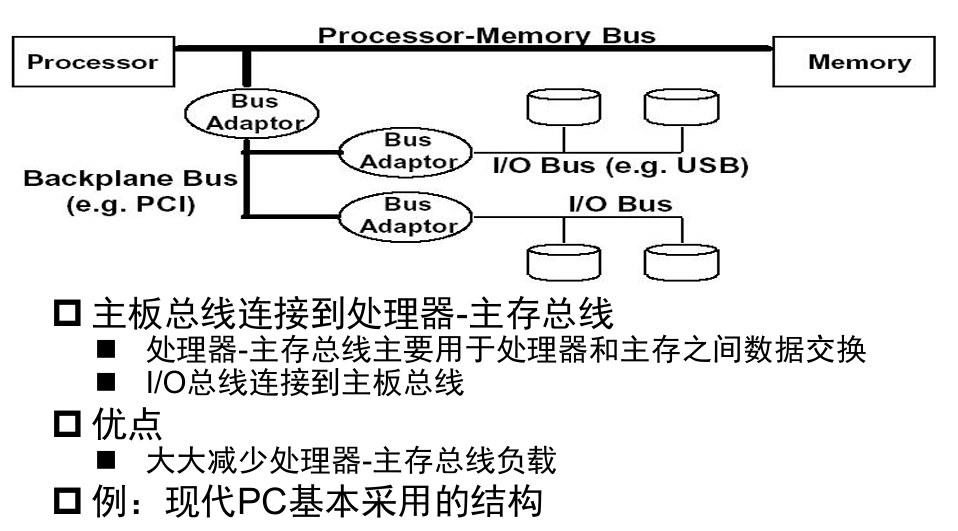 Processor-Memory Bus
Processor
Memory
Bus
Adaptor
Bus
Adaptor
I/O Bus (e.g. USB)
Backplane Bus
(e.g. PCI)
Bus
Adaptor
I/O Bus
主板总线连接到处理器-主存总线
处理器-主存总线主要用于处理器和主存之间数据交换
I/O总线连接到主板总线
优点
大大减少处理器-主存总线负载
例：现代PC基本采用的结构